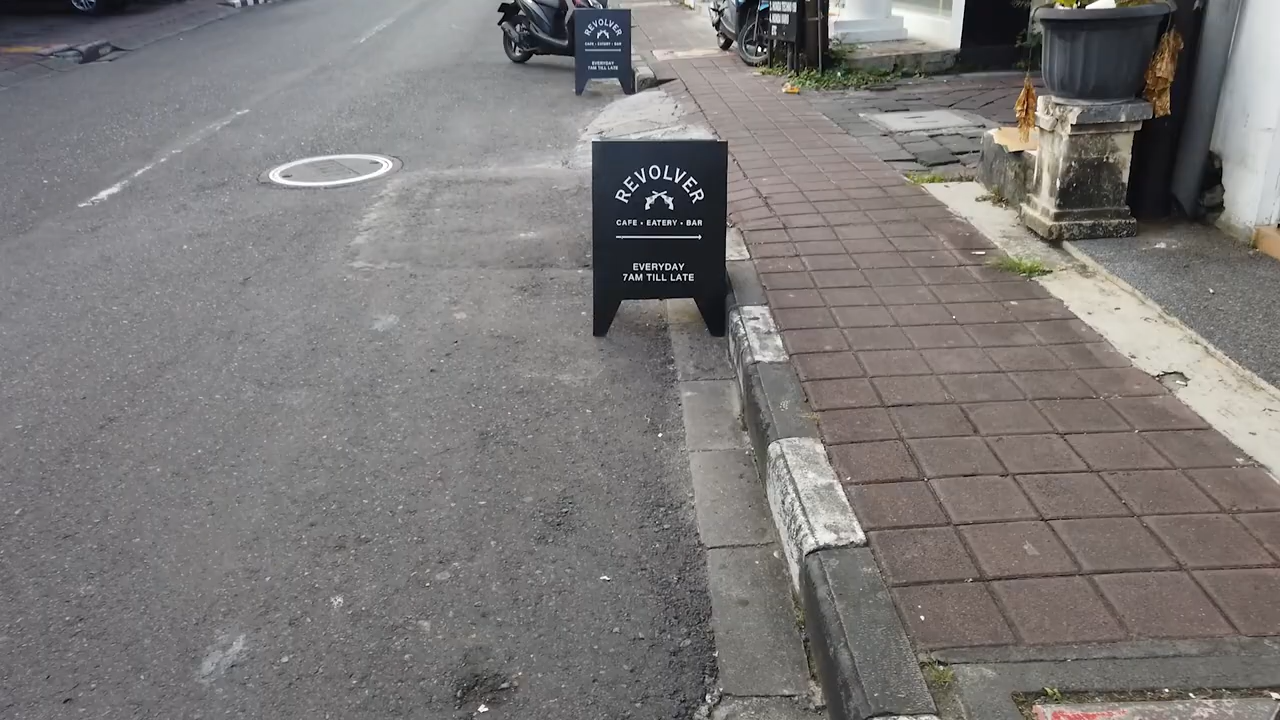 REVOLVER
CAFE • EATERY • BAR
EVERYDAY
7AM TILL LATE
REVOLVER
CAFE • EATERY • BAR
EVERYDAY
7AM TILL LATE